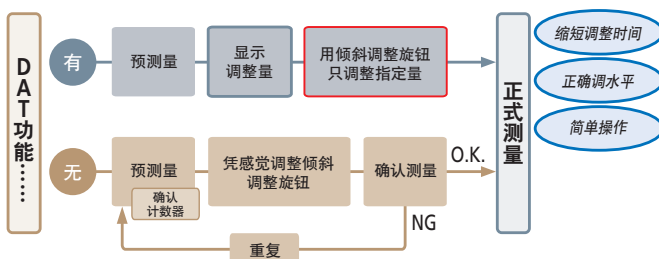 DAT功能……
有
预测量
显示
调整量
用倾斜调整旋钮
只调整指定量
无
预测量
确认
计数器
凭感觉调整倾斜
调整旋钮
确认测量
O.K.
NG
重复
正式测量
缩短调整时间
正确调水平
简单操作